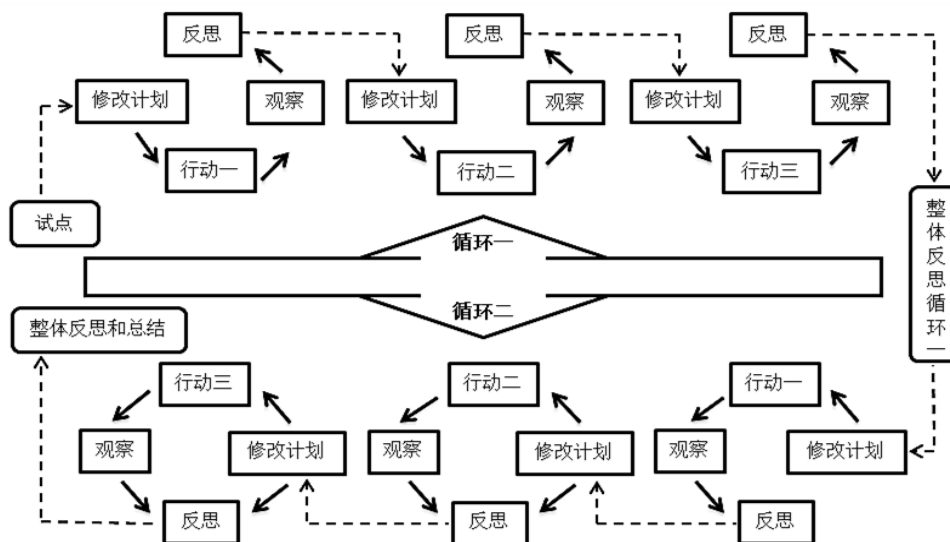 反思
反思
反思
修改计划
观察
修改计划
观察
修改计划
观察
行动一
行动二
行动三
试点
整体反思循环一
循环一
循环二
整体反思和总结
行动三
行动二
行动一
观察
修改计划
观察
修改计划
观察
修改计划
反思
反思
反思